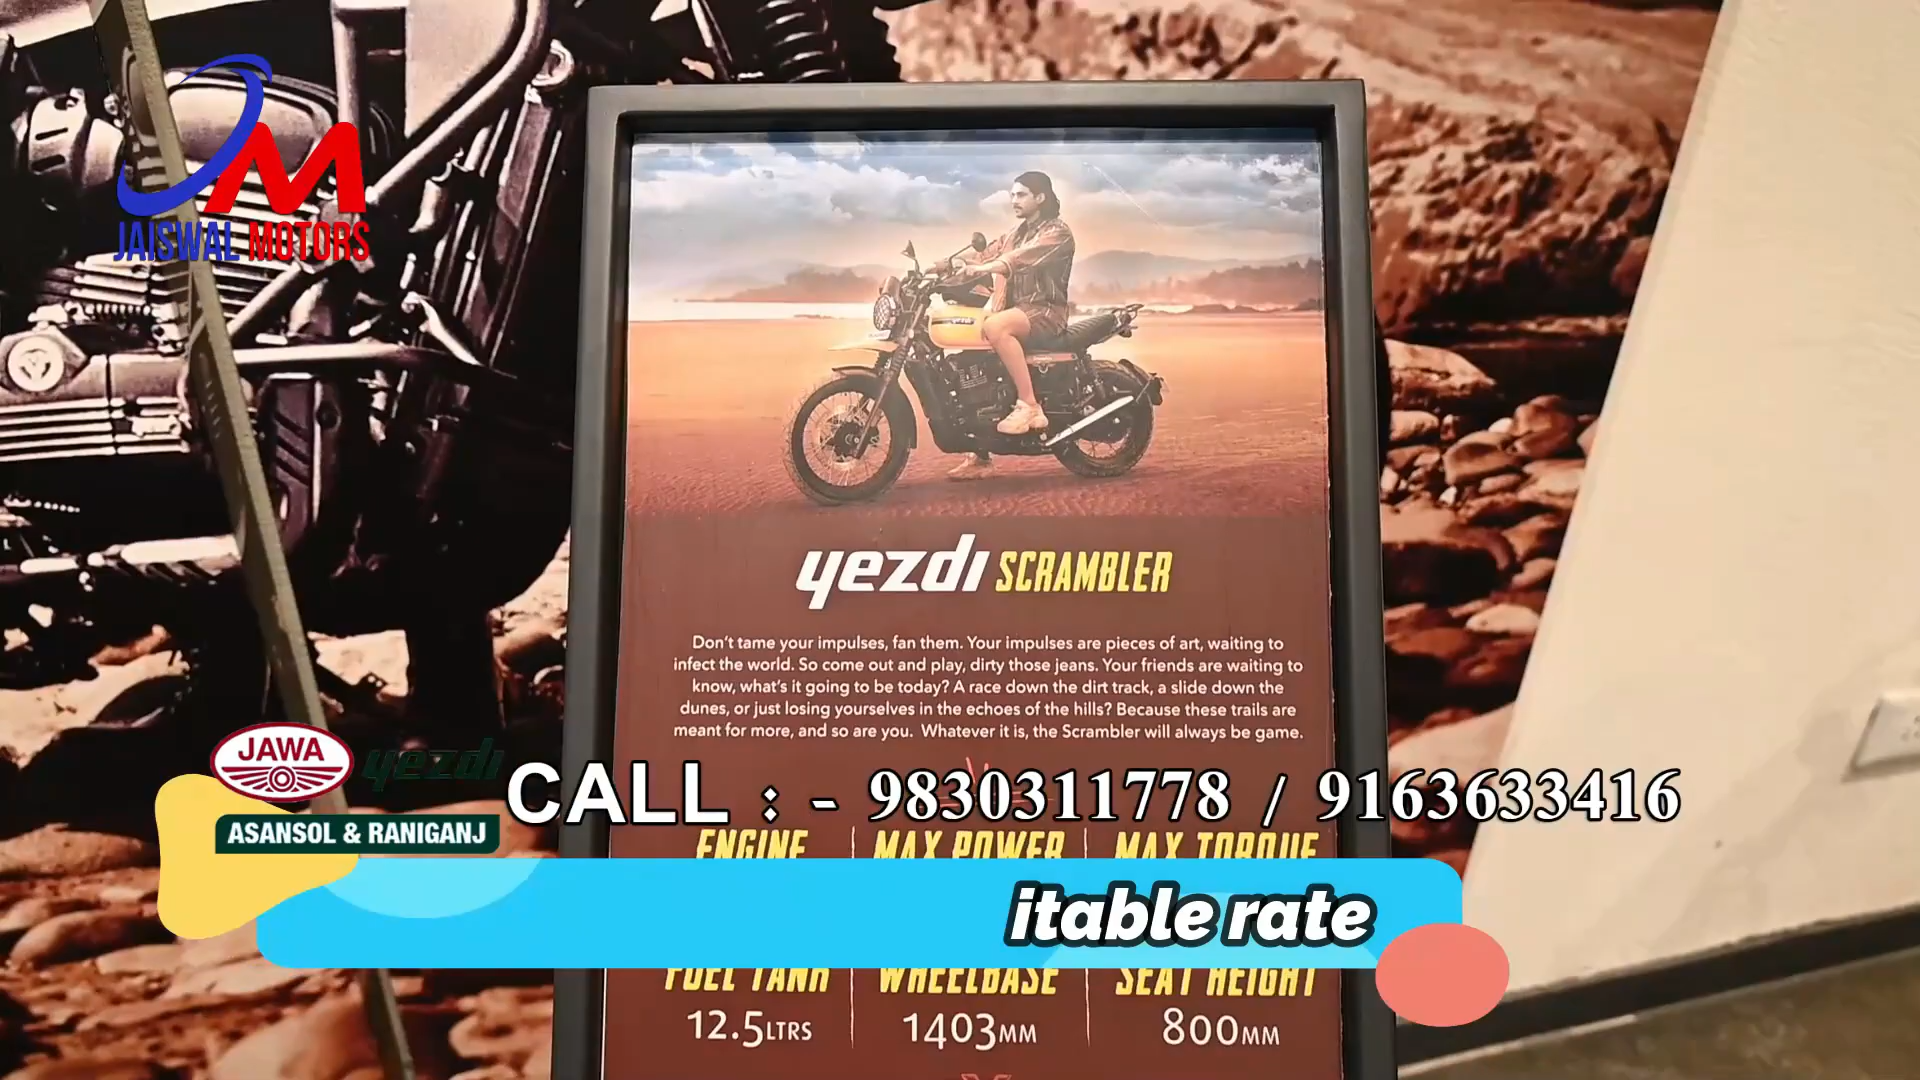 JM
JAISWAL MOTORS
yezdi SCRAMBLER
Don't tame your impulses, fan them. Your impulses are pieces of art, waiting to
infect the world. So come out and play, dirty those jeans. Your friends are waiting to
know, what's it going to be today? A race down the dirt track, a slide down the
dunes, or just losing yourselves in the echoes of the hills? Because these trails are
meant for more, and so are you. Whatever it is, the Scrambler will always be game.
JAWA yezdi
CALL : - 9830311778 / 9163633416
ASANSOL & RANIGANJ
ENGINE MAX POWER MAX TORQUE
itable rate
FUEL TANK WHEELBASE SEAT HEIGHT
12.5LTRS 1403MM 800MM